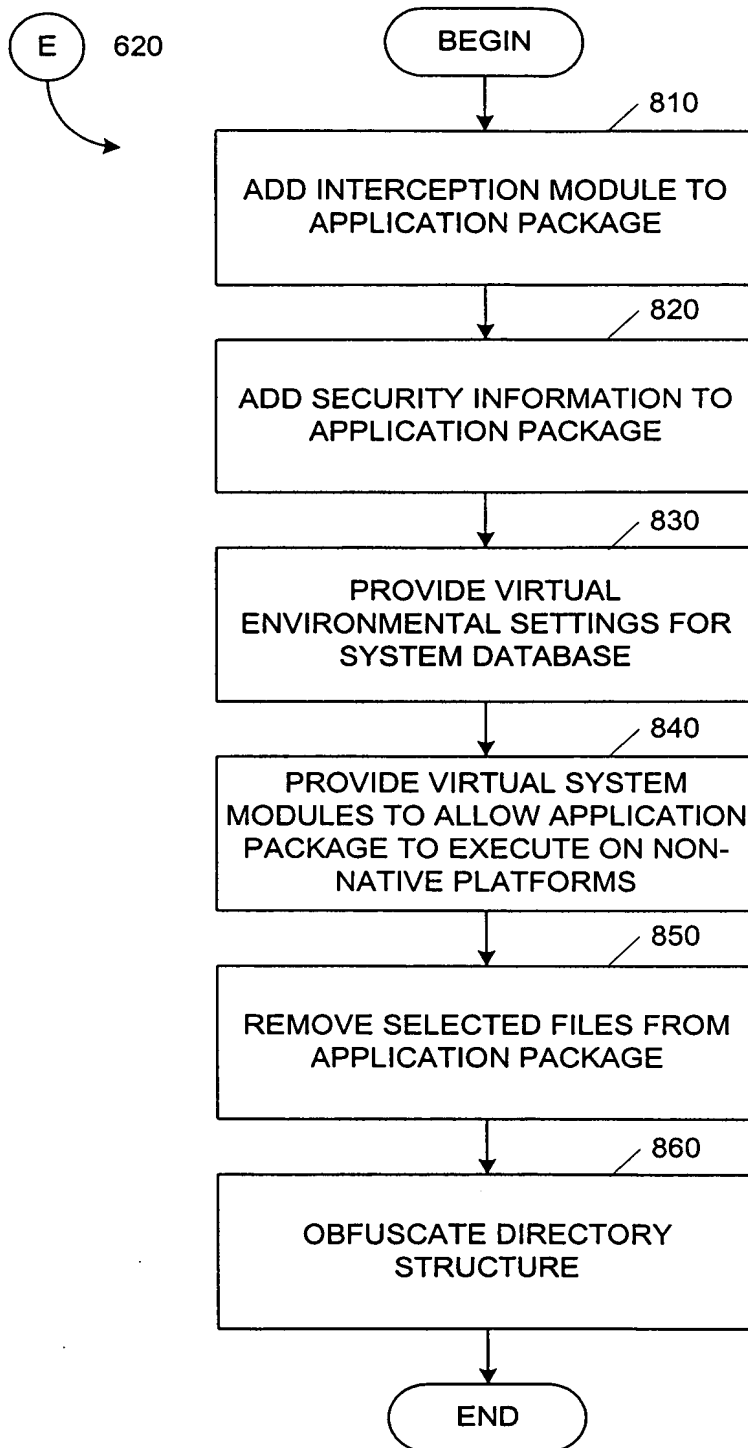 E 620
BEGIN
810
ADD INTERCEPTION MODULE TO
APPLICATION PACKAGE
820
ADD SECURITY INFORMATION TO
APPLICATION PACKAGE
830
PROVIDE VIRTUAL
ENVIRONMENTAL SETTINGS FOR
SYSTEM DATABASE
840
PROVIDE VIRTUAL SYSTEM
MODULES TO ALLOW APPLICATION
PACKAGE TO EXECUTE ON NON-
NATIVE PLATFORMS
850
REMOVE SELECTED FILES FROM
APPLICATION PACKAGE
860
OBFUSCATE DIRECTORY
STRUCTURE
END